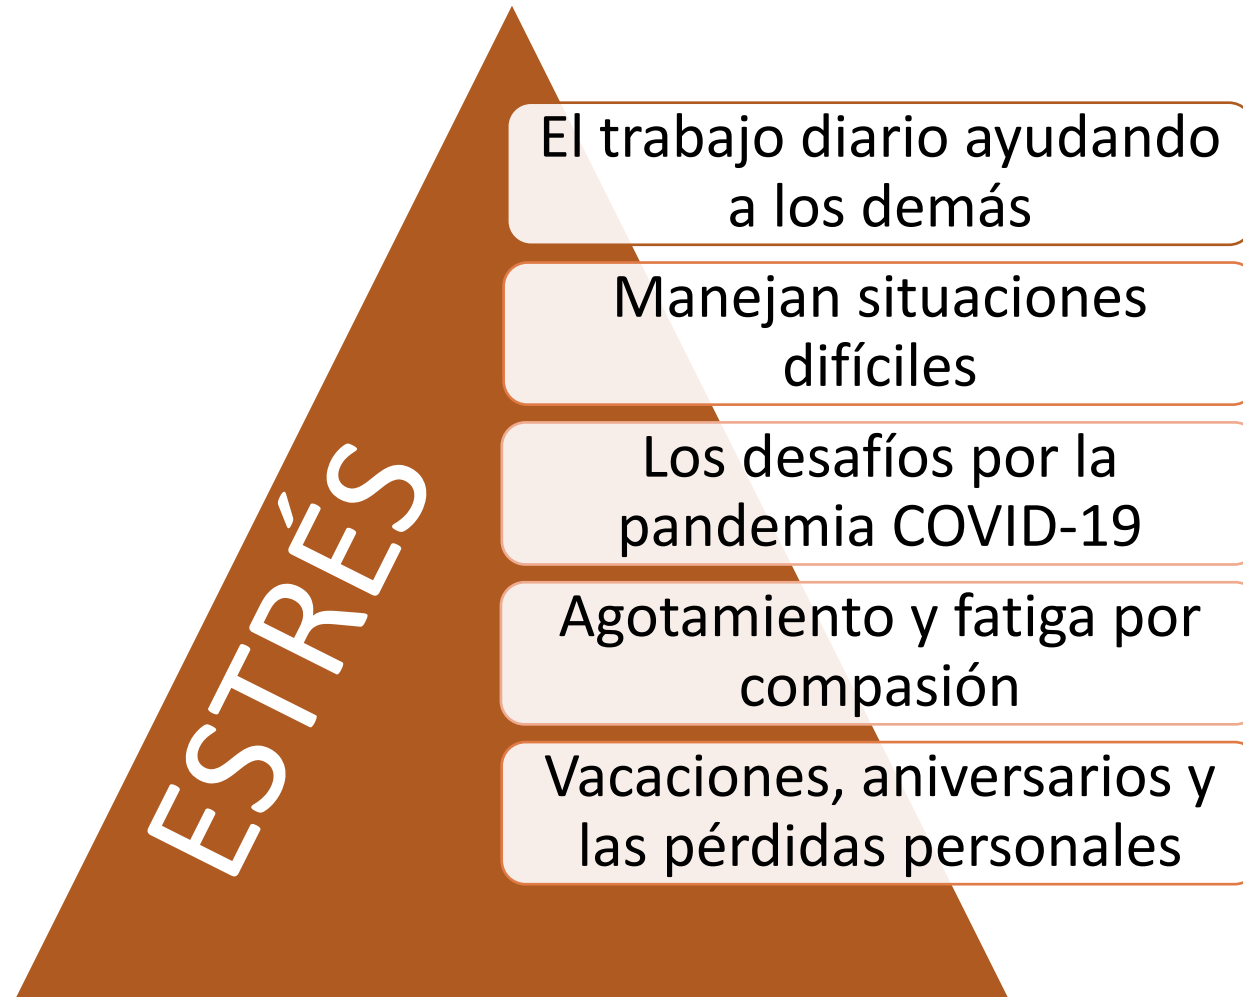 ESTRÉS
El trabajo diario ayudando
a los demás
Manejan situaciones
difíciles
Los desafíos por la
pandemia COVID-19
Agotamiento y fatiga por
compasión
Vacaciones, aniversarios y
las pérdidas personales